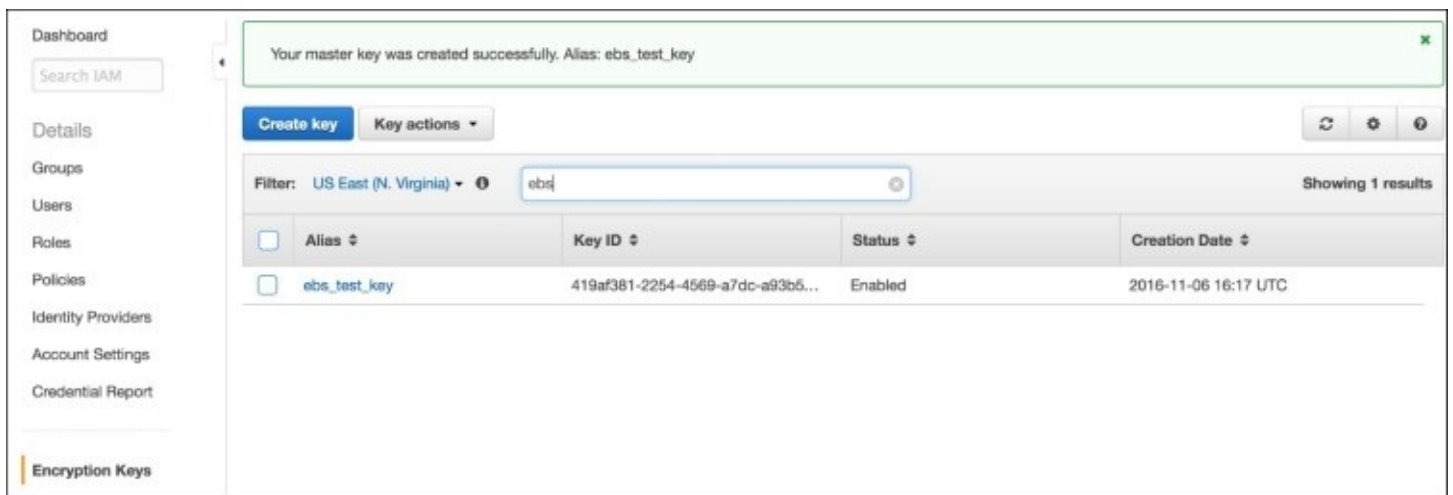 Dashboard
Search IAM
Details
Groups
Users
Roles
Policies
Identity Providers
Account Settings
Credential Report
Encryption Keys
Your master key was created successfully. Alias: ebs_test_key
Create key Key actions
Filter: US East (N. Virginia) ebs Showing 1 results
Alias Key ID Status Creation Date
ebs_test_key 419af381-2254-4569-a7dc-a93b5... Enabled 2016-11-06 16:17 UTC